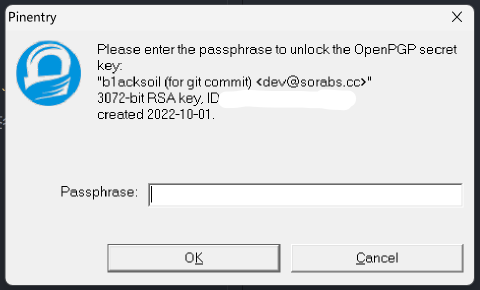 Pinentry
Please enter the passphrase to unlock the OpenPGP secret
key:
"b1acksoil (for git commit) <dev@sorabs.cc>"
3072-bit RSA key, ID
created 2022-10-01.
Passphrase:
OK
Cancel